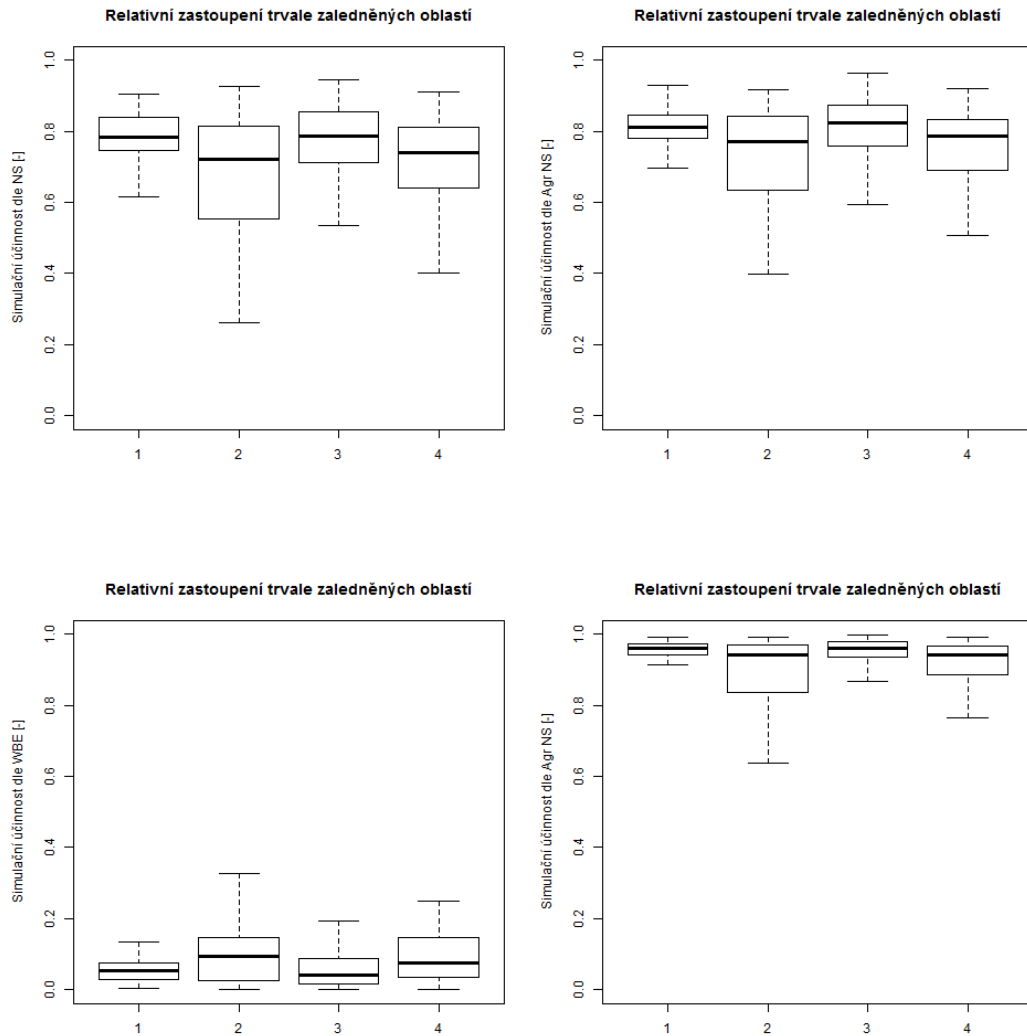 Relativní zastoupení trvale zaledněných oblastí
Simulační účinnost dle NS [-]
1.0
0.8
0.6
0.4
0.2
0.0
1 2 3 4
Relativní zastoupení trvale zaledněných oblastí
Simulační účinnost dle Agr NS [-]
1.0
0.8
0.6
0.4
0.2
0.0
1 2 3 4
Relativní zastoupení trvale zaledněných oblastí
Simulační účinnost dle WBE [-]
1.0
0.8
0.6
0.4
0.2
0.0
1 2 3 4
Relativní zastoupení trvale zaledněných oblastí
Simulační účinnost dle Agr NS [-]
1.0
0.8
0.6
0.4
0.2
0.0
1 2 3 4